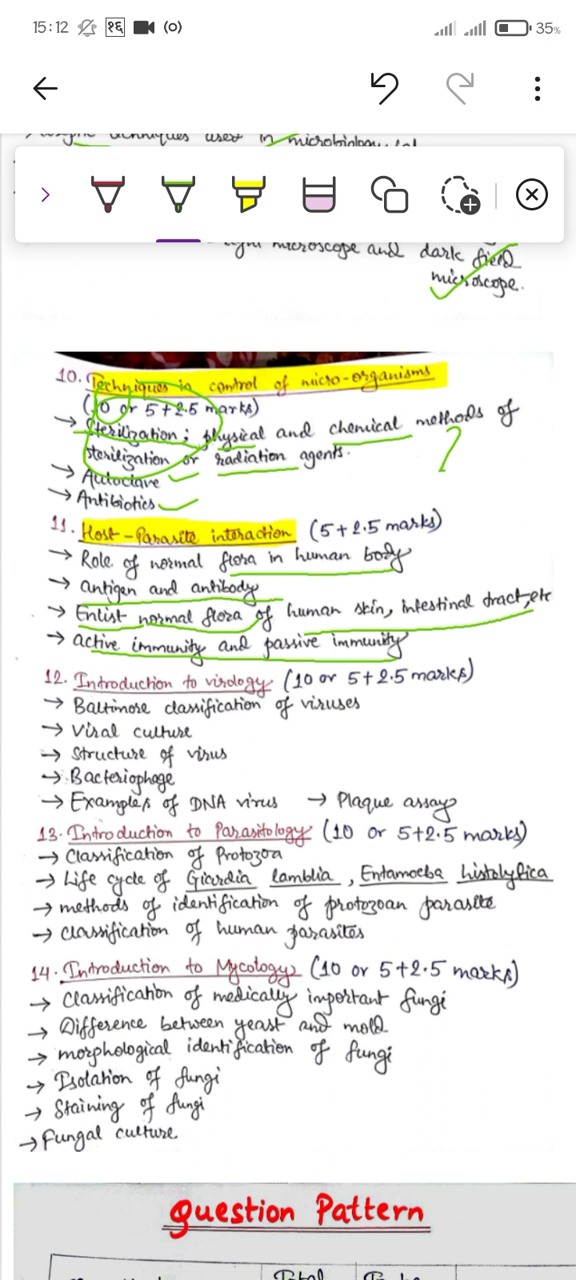 15:12 १६ 35%
techniques used in microbiology
microscope and dark field
microscope.
10. Techniques in control of micro-organisms
(10 or 5+2.5 marks)
→ Sterilization; physical and chemical methods of
sterilization or radiation agents.
?
→ Autoclave
→ Antibiotics
11. Host-Parasite interaction (5+2.5 marks)
→ Role of normal flora in human body
→ antigen and antibody
→ Enlist normal flora of human skin, intestinal tract, etc
→ active immunity and passive immunity
12. Introduction to virology (10 or 5+2.5 marks)
→ Baltimore classification of viruses
→ Viral culture
→ Structure of virus
→ Bacteriophage
→ Examples of DNA virus → Plaque assay
13. Introduction to Parasitology (10 or 5+2.5 marks)
→ Classification of Protozoa
→ Life cycle of Giardia lamblia, Entamoeba histolytica
→ methods of identification of protozoan parasite
→ classification of human parasites
14. Introduction to Mycology (10 or 5+2.5 marks)
→ Classification of medically important fungi
→ Difference between yeast and mold
→ morphological identification of fungi
→ Isolation of fungi
→ Staining of fungi
→ Fungal culture
Question Pattern
Total